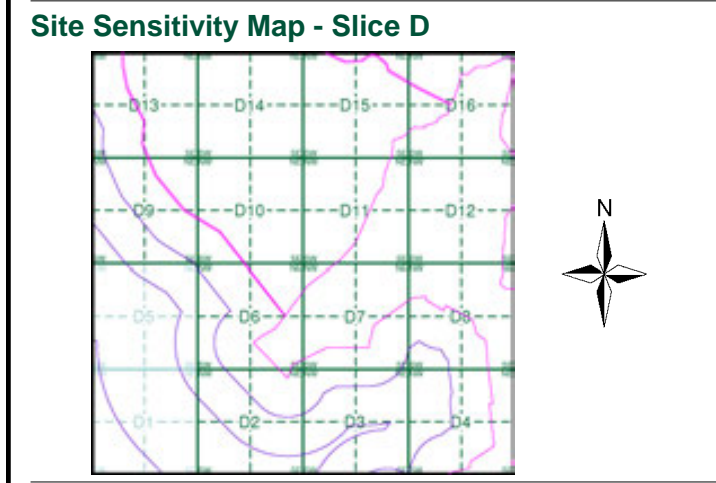 Site Sensitivity Map - Slice D
D13 D14 D15 D16
N
D9 D10 D11 D12
D5 D6 D7 D8
D1 D2 D3 D4